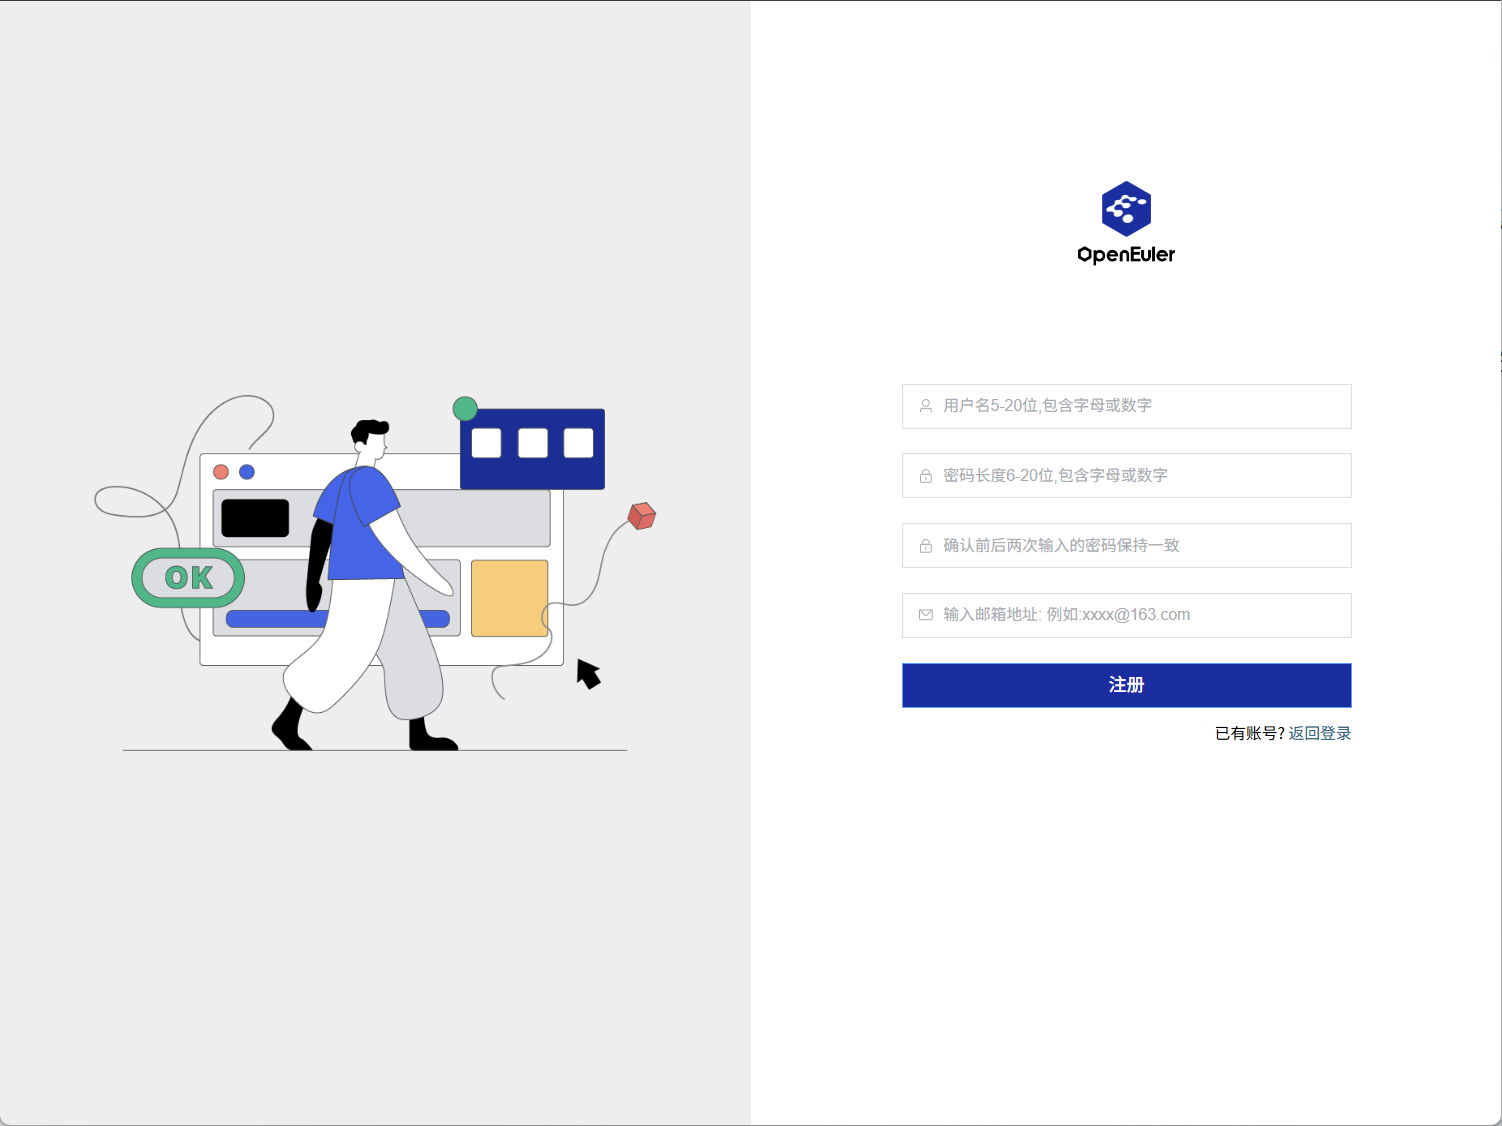 OK
OpenEuler
用户名5-20位,包含字母或数字
密码长度6-20位,包含字母或数字
确认前后两次输入的密码保持一致
输入邮箱地址: 例如:xxxx@163.com
注册
已有账号? 返回登录